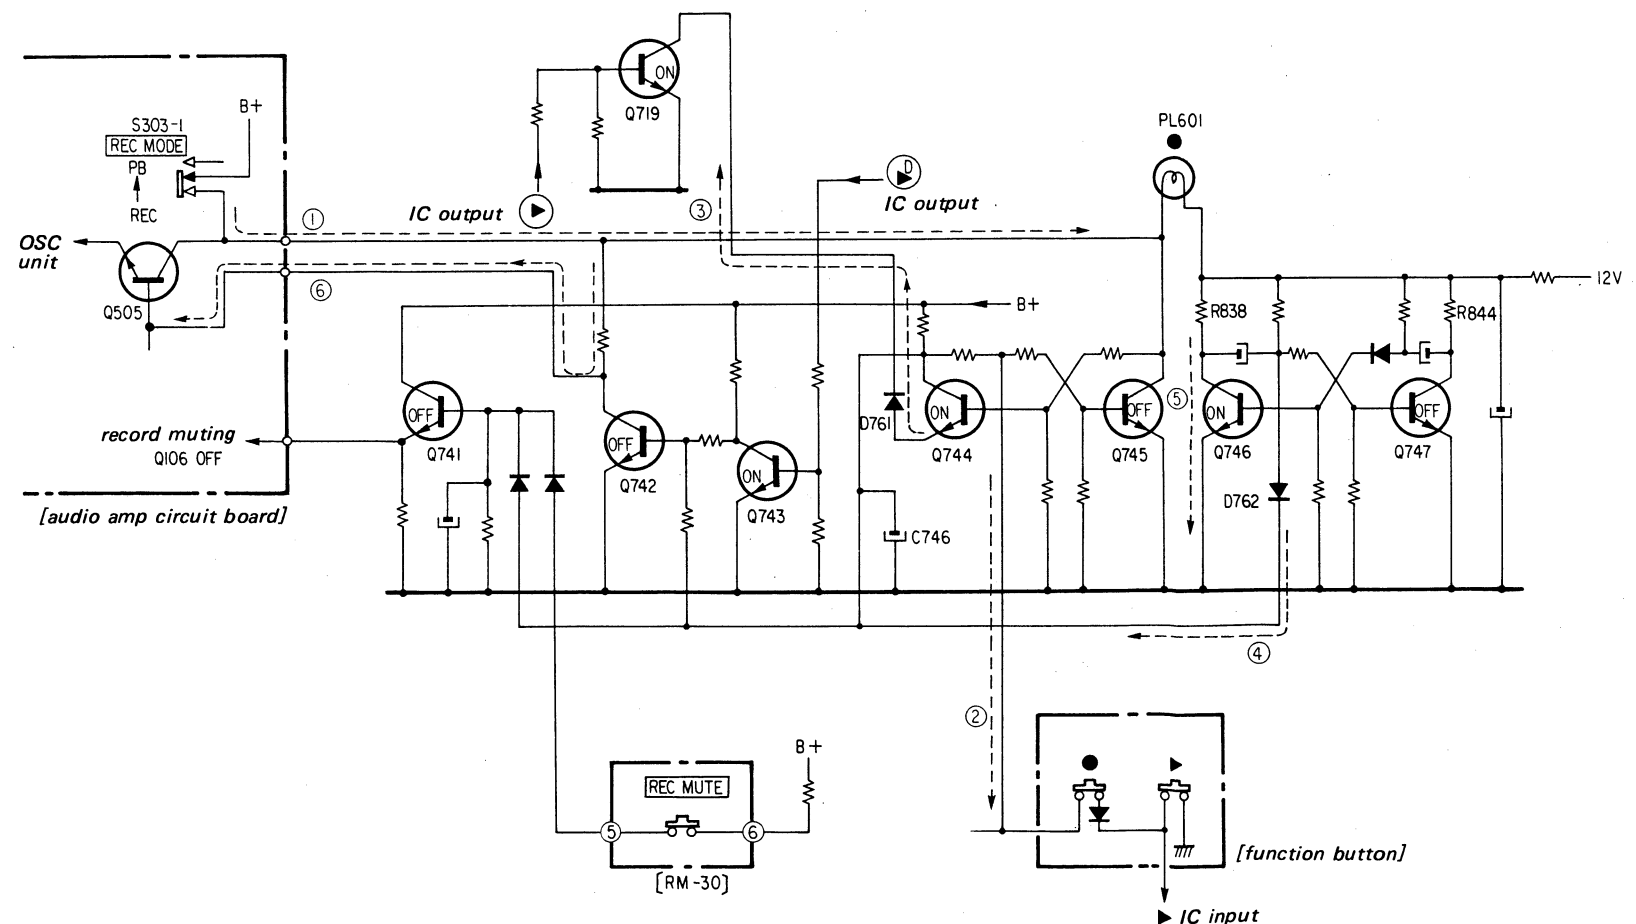 B+
S303-1
REC MODE
PB
REC
OSC
unit
Q505
ON
Q719
IC output
①
③
⑥
D
IC output
PL601
12V
B+
R838
R844
OFF
Q741
OFF
Q742
ON
Q743
D761
ON
Q744
OFF
Q745
⑤
ON
Q746
OFF
Q747
D762
C746
record muting
Q106 OFF
[audio amp circuit board]
④
②
B+
REC MUTE
⑤
⑥
[RM-30]
[function button]
IC input